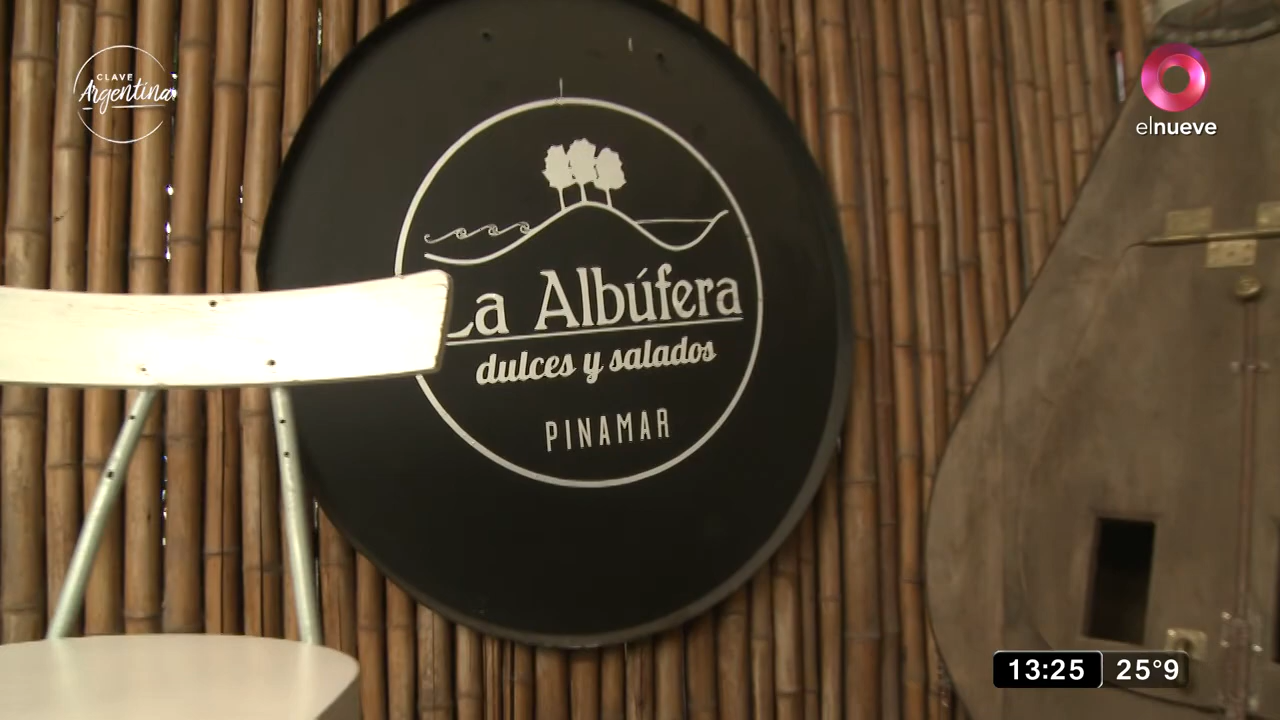 CLAVE
Argentina
elnueve
La Albúfera
dulces y salados
PINAMAR
13:25 25°9